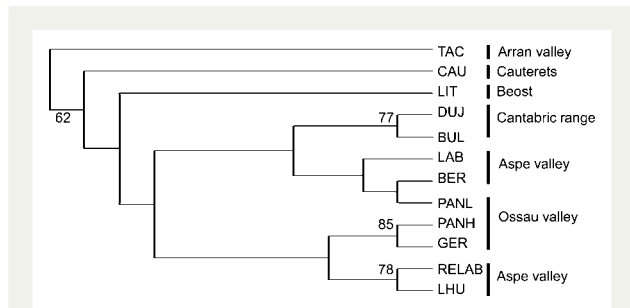 TAC Arran valley
62 CAU Cauterets
LIT Beost
77 DUJ Cantabric range
BUL
LAB Aspe valley
BER
PANL Ossau valley
85 PANH
GER
78 RELAB Aspe valley
LHU